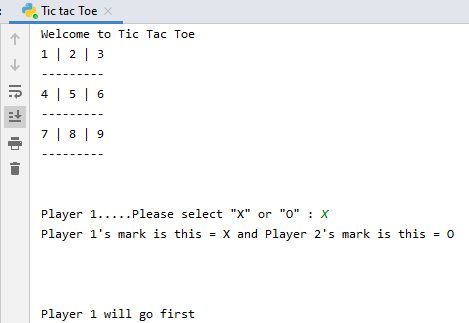 Tic tac Toe
Welcome to Tic Tac Toe
1 | 2 | 3
---------
4 | 5 | 6
---------
7 | 8 | 9
---------
Player 1.....Please select "X" or "O" : X
Player 1's mark is this = X and Player 2's mark is this = O
Player 1 will go first